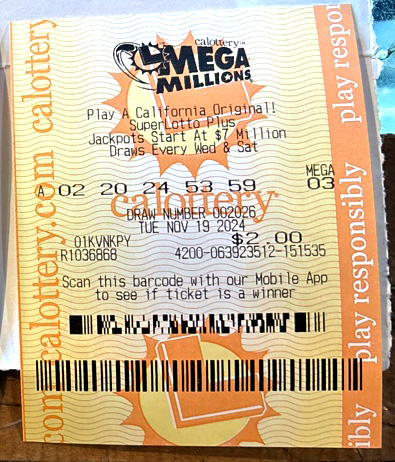 calottery
MEGA
MILLIONS
Play A California Original!
SuperLotto Plus
Jackpots Start At $7 Million
Draws Every Wed & Sat
MEGA
A 02 20 24 53 59 03
calottery
DRAW NUMBER 002026
TUE NOV 19 2024
01KVNKPY $2.00
R1036868 4200-063923512-151535
Scan this barcode with our Mobile App
to see if ticket is a winner
com calottery.com calottery
play responsibly play respon
ibly